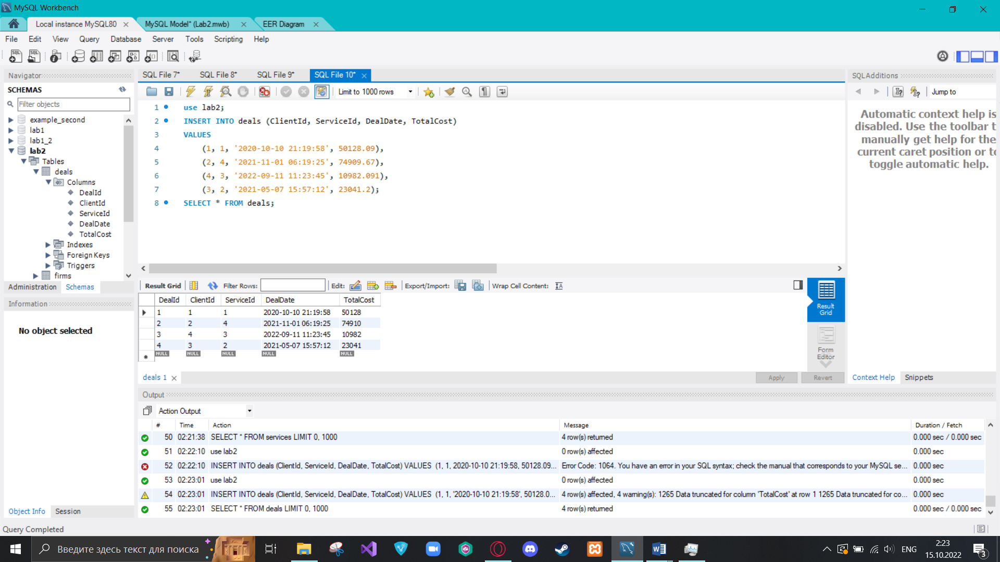 MySQL Workbench
Local instance MySQL80
MySQL Model* (Lab2.mwb)
EER Diagram
File Edit View Query Database Server Tools Scripting Help
Navigator
SCHEMAS
Filter objects
example_second
lab1
lab1_2
lab2
Tables
deals
Columns
DealId
ClientId
ServiceId
DealDate
TotalCost
Indexes
Foreign Keys
Triggers
firms
Administration Schemas
Information
No object selected
Object Info Session
SQL File 7* SQL File 8* SQL File 9* SQL File 10*
Limit to 1000 rows
1 use lab2;
2 INSERT INTO deals (ClientId, ServiceId, DealDate, TotalCost)
3 VALUES
4 (1, 1, '2020-10-10 21:19:58', 50128.09),
5 (2, 4, '2021-11-01 06:19:25', 74909.67),
6 (4, 3, '2022-09-11 11:23:45', 10982.091),
7 (3, 2, '2021-05-07 15:57:12', 23041.2);
8 SELECT * FROM deals;
Result Grid Filter Rows: Edit: Export/Import: Wrap Cell Content:
DealId ClientId ServiceId DealDate TotalCost
1 1 1 2020-10-10 21:19:58 50128
2 2 4 2021-11-01 06:19:25 74910
3 4 3 2022-09-11 11:23:45 10982
4 3 2 2021-05-07 15:57:12 23041
NULL NULL NULL NULL NULL
Result
Grid
Form
Editor
deals 1
Apply Revert
SQLAdditions
Jump to
Automatic context help is
disabled. Use the toolbar t
manually get help for the
current caret position or to
toggle automatic help.
Context Help Snippets
Output
Action Output
# Time Action Message Duration / Fetch
50 02:21:38 SELECT * FROM services LIMIT 0, 1000 4 row(s) returned 0.000 sec / 0.000 sec
51 02:22:10 use lab2 0 row(s) affected 0.000 sec
52 02:22:10 INSERT INTO deals (ClientId, ServiceId, DealDate, TotalCost) VALUES (1, 1, 2020-10-10 21:19:58, 50128.09... Error Code: 1064. You have an error in your SQL syntax; check the manual that corresponds to your MySQL se... 0.000 sec
53 02:23:01 use lab2 0 row(s) affected 0.000 sec
54 02:23:01 INSERT INTO deals (ClientId, ServiceId, DealDate, TotalCost) VALUES (1, 1, '2020-10-10 21:19:58', 50128.0... 4 row(s) affected, 4 warning(s): 1265 Data truncated for column 'TotalCost' at row 1 1265 Data truncated for co... 0.000 sec
55 02:23:01 SELECT * FROM deals LIMIT 0, 1000 4 row(s) returned 0.000 sec / 0.000 sec
Query Completed
Введите здесь текст для поиска
ENG
2:23
15.10.2022
3